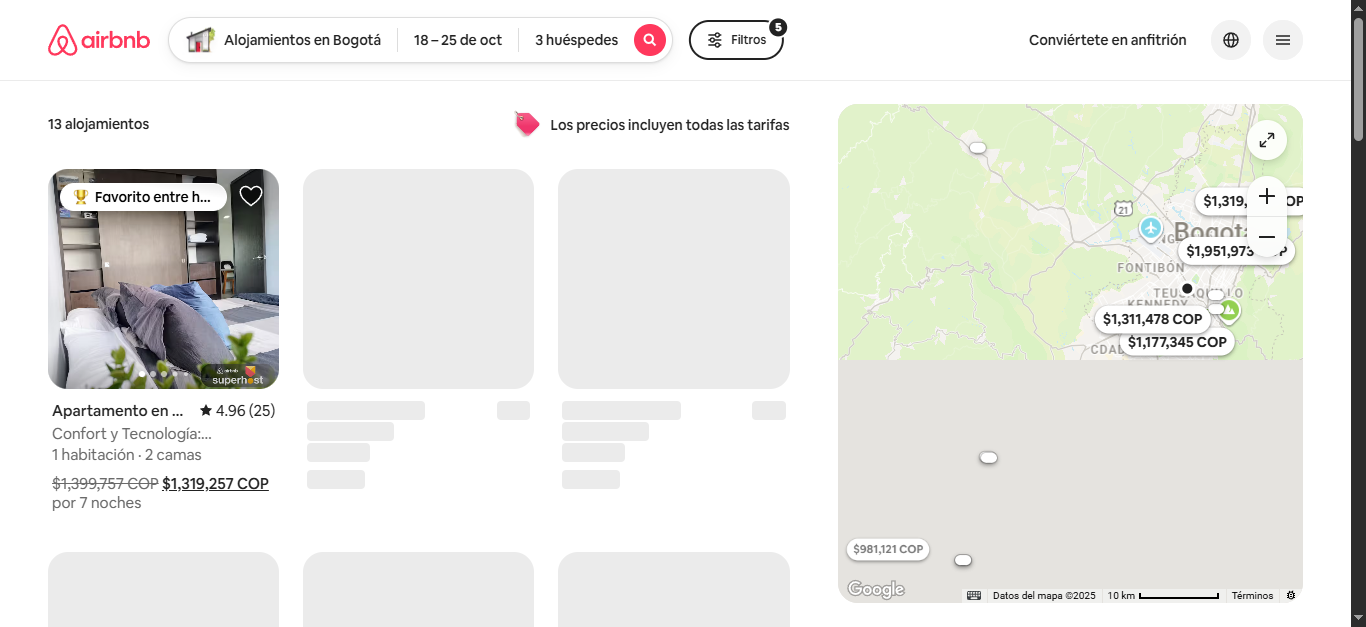 airbnb
Alojamientos en Bogotá
18 – 25 de oct
3 huéspedes
Filtros
5
Conviértete en anfitrión
13 alojamientos
Los precios incluyen todas las tarifas
Favorito entre h...
airbnb
superhost
Apartamento en ...
4.96 (25)
Confort y Tecnología:...
1 habitación · 2 camas
$1,399,757 COP $1,319,257 COP
por 7 noches
21
$1,319,
OP
Bogotá
$1,951,973
P
FONTIBÓN
TEUSAQUILLO
KENNEDY
$1,311,478 COP
$1,177,345 COP
CDAD
$981,121 COP
Google
Datos del mapa ©2025
10 km
Términos